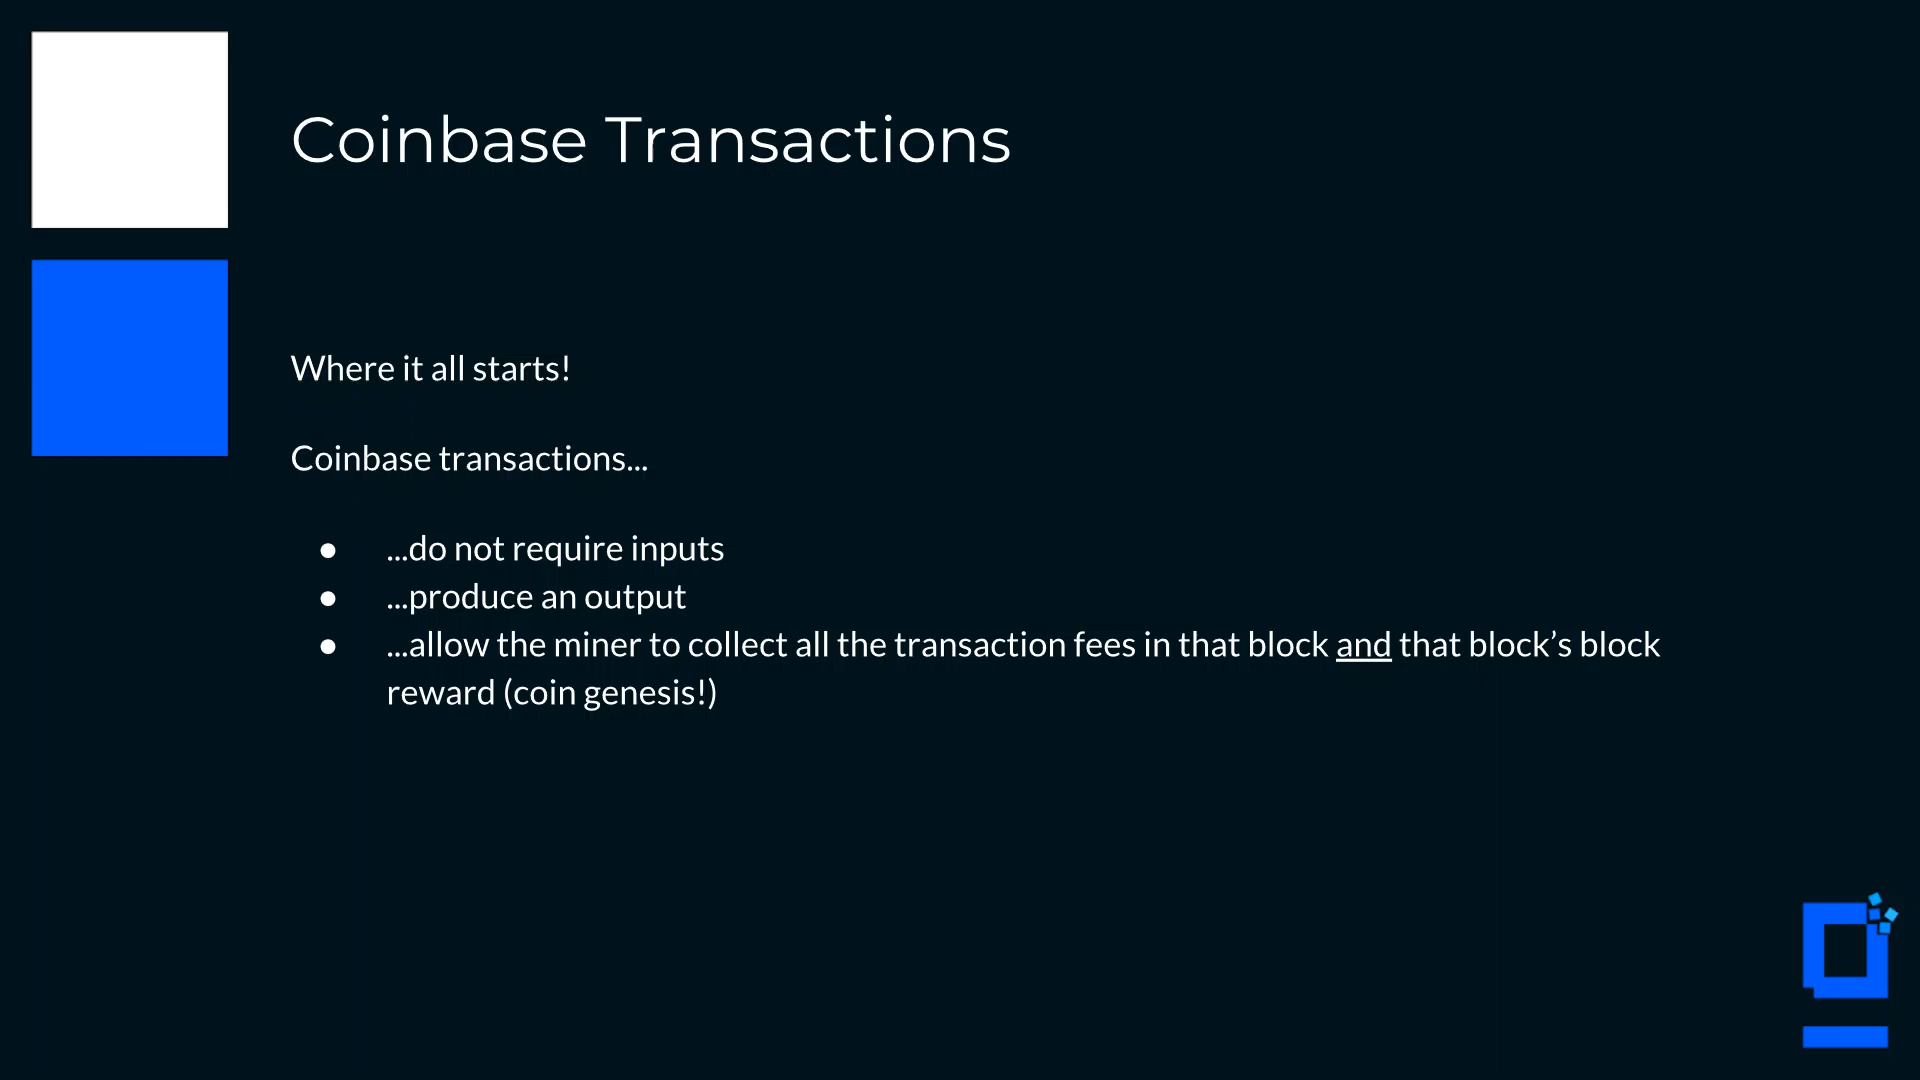 Coinbase Transactions
Where it all starts!
Coinbase transactions...
● ...do not require inputs
● ...produce an output
● ...allow the miner to collect all the transaction fees in that block and that block’s block
reward (coin genesis!)